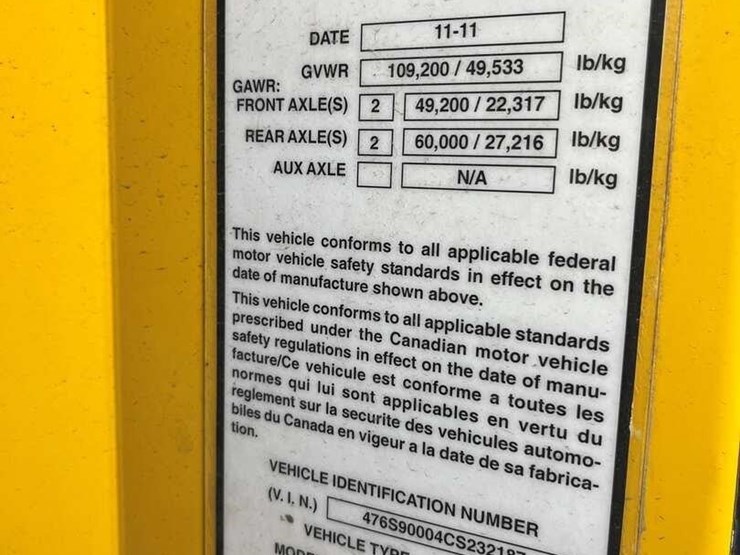 DATE 11-11
GVWR 109,200 / 49,533 lb/kg
GAWR:
FRONT AXLE(S) 2 49,200 / 22,317 lb/kg
REAR AXLE(S) 2 60,000 / 27,216 lb/kg
AUX AXLE N/A lb/kg
This vehicle conforms to all applicable federal
motor vehicle safety standards in effect on the
date of manufacture shown above.
This vehicle conforms to all applicable standards
prescribed under the Canadian motor vehicle
safety regulations in effect on the date of manu-
facture/Ce vehicule est conforme a toutes les
normes qui lui sont applicables en vertu du
reglement sur la securite des vehicules automo-
biles du Canada en vigeur a la date de sa fabrica-
tion.
VEHICLE IDENTIFICATION NUMBER
(V. I. N.) 476S90004CS23218
VEHICLE TYPE